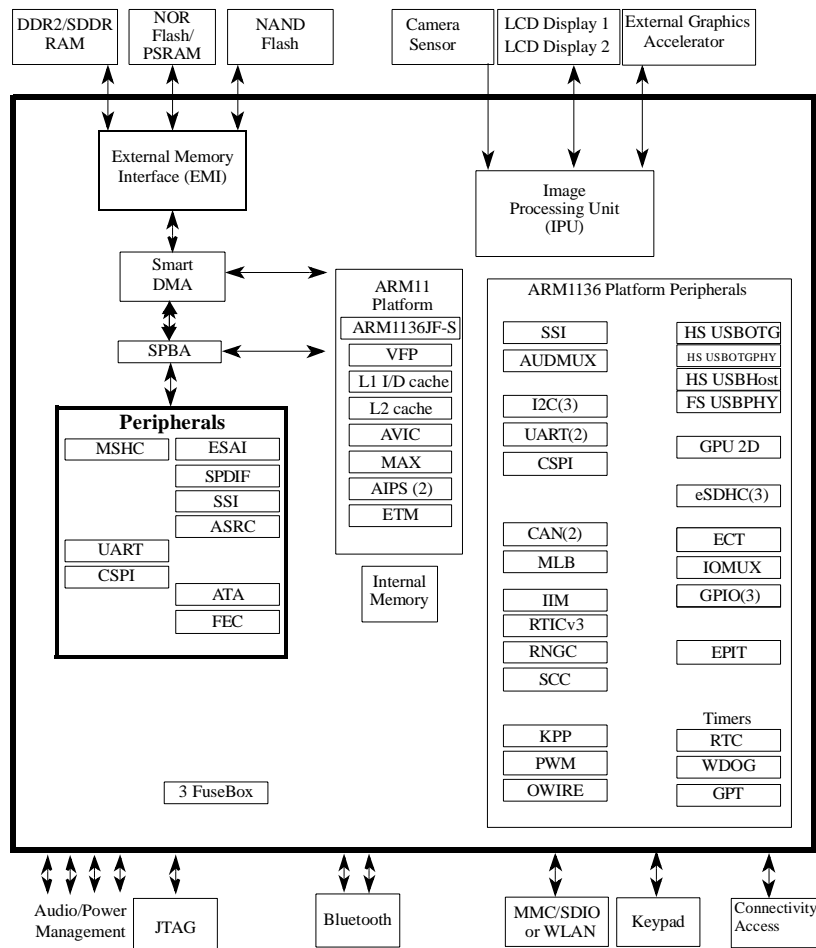 DDR2/SDDR
RAM
NOR
Flash/
PSRAM
NAND
Flash
Camera
Sensor
LCD Display 1
LCD Display 2
External Graphics
Accelerator
External Memory
Interface (EMI)
Image
Processing Unit
(IPU)
Smart
DMA
SPBA
ARM11
Platform
ARM1136JF-S
VFP
L1 I/D cache
L2 cache
AVIC
MAX
AIPS (2)
ETM
Internal
Memory
Peripherals
MSHC
ESAI
SPDIF
SSI
ASRC
UART
CSPI
ATA
FEC
3 FuseBox
ARM1136 Platform Peripherals
SSI
AUDMUX
I2C(3)
UART(2)
CSPI
CAN(2)
MLB
IIM
RTICv3
RNGC
SCC
KPP
PWM
OWIRE
HS USBOTG
HS USBOTGPHY
HS USBHost
FS USBPHY
GPU 2D
eSDHC(3)
ECT
IOMUX
GPIO(3)
EPIT
Timers
RTC
WDOG
GPT
Audio/Power
Management
JTAG
Bluetooth
MMC/SDIO
or WLAN
Keypad
Connectivity
Access